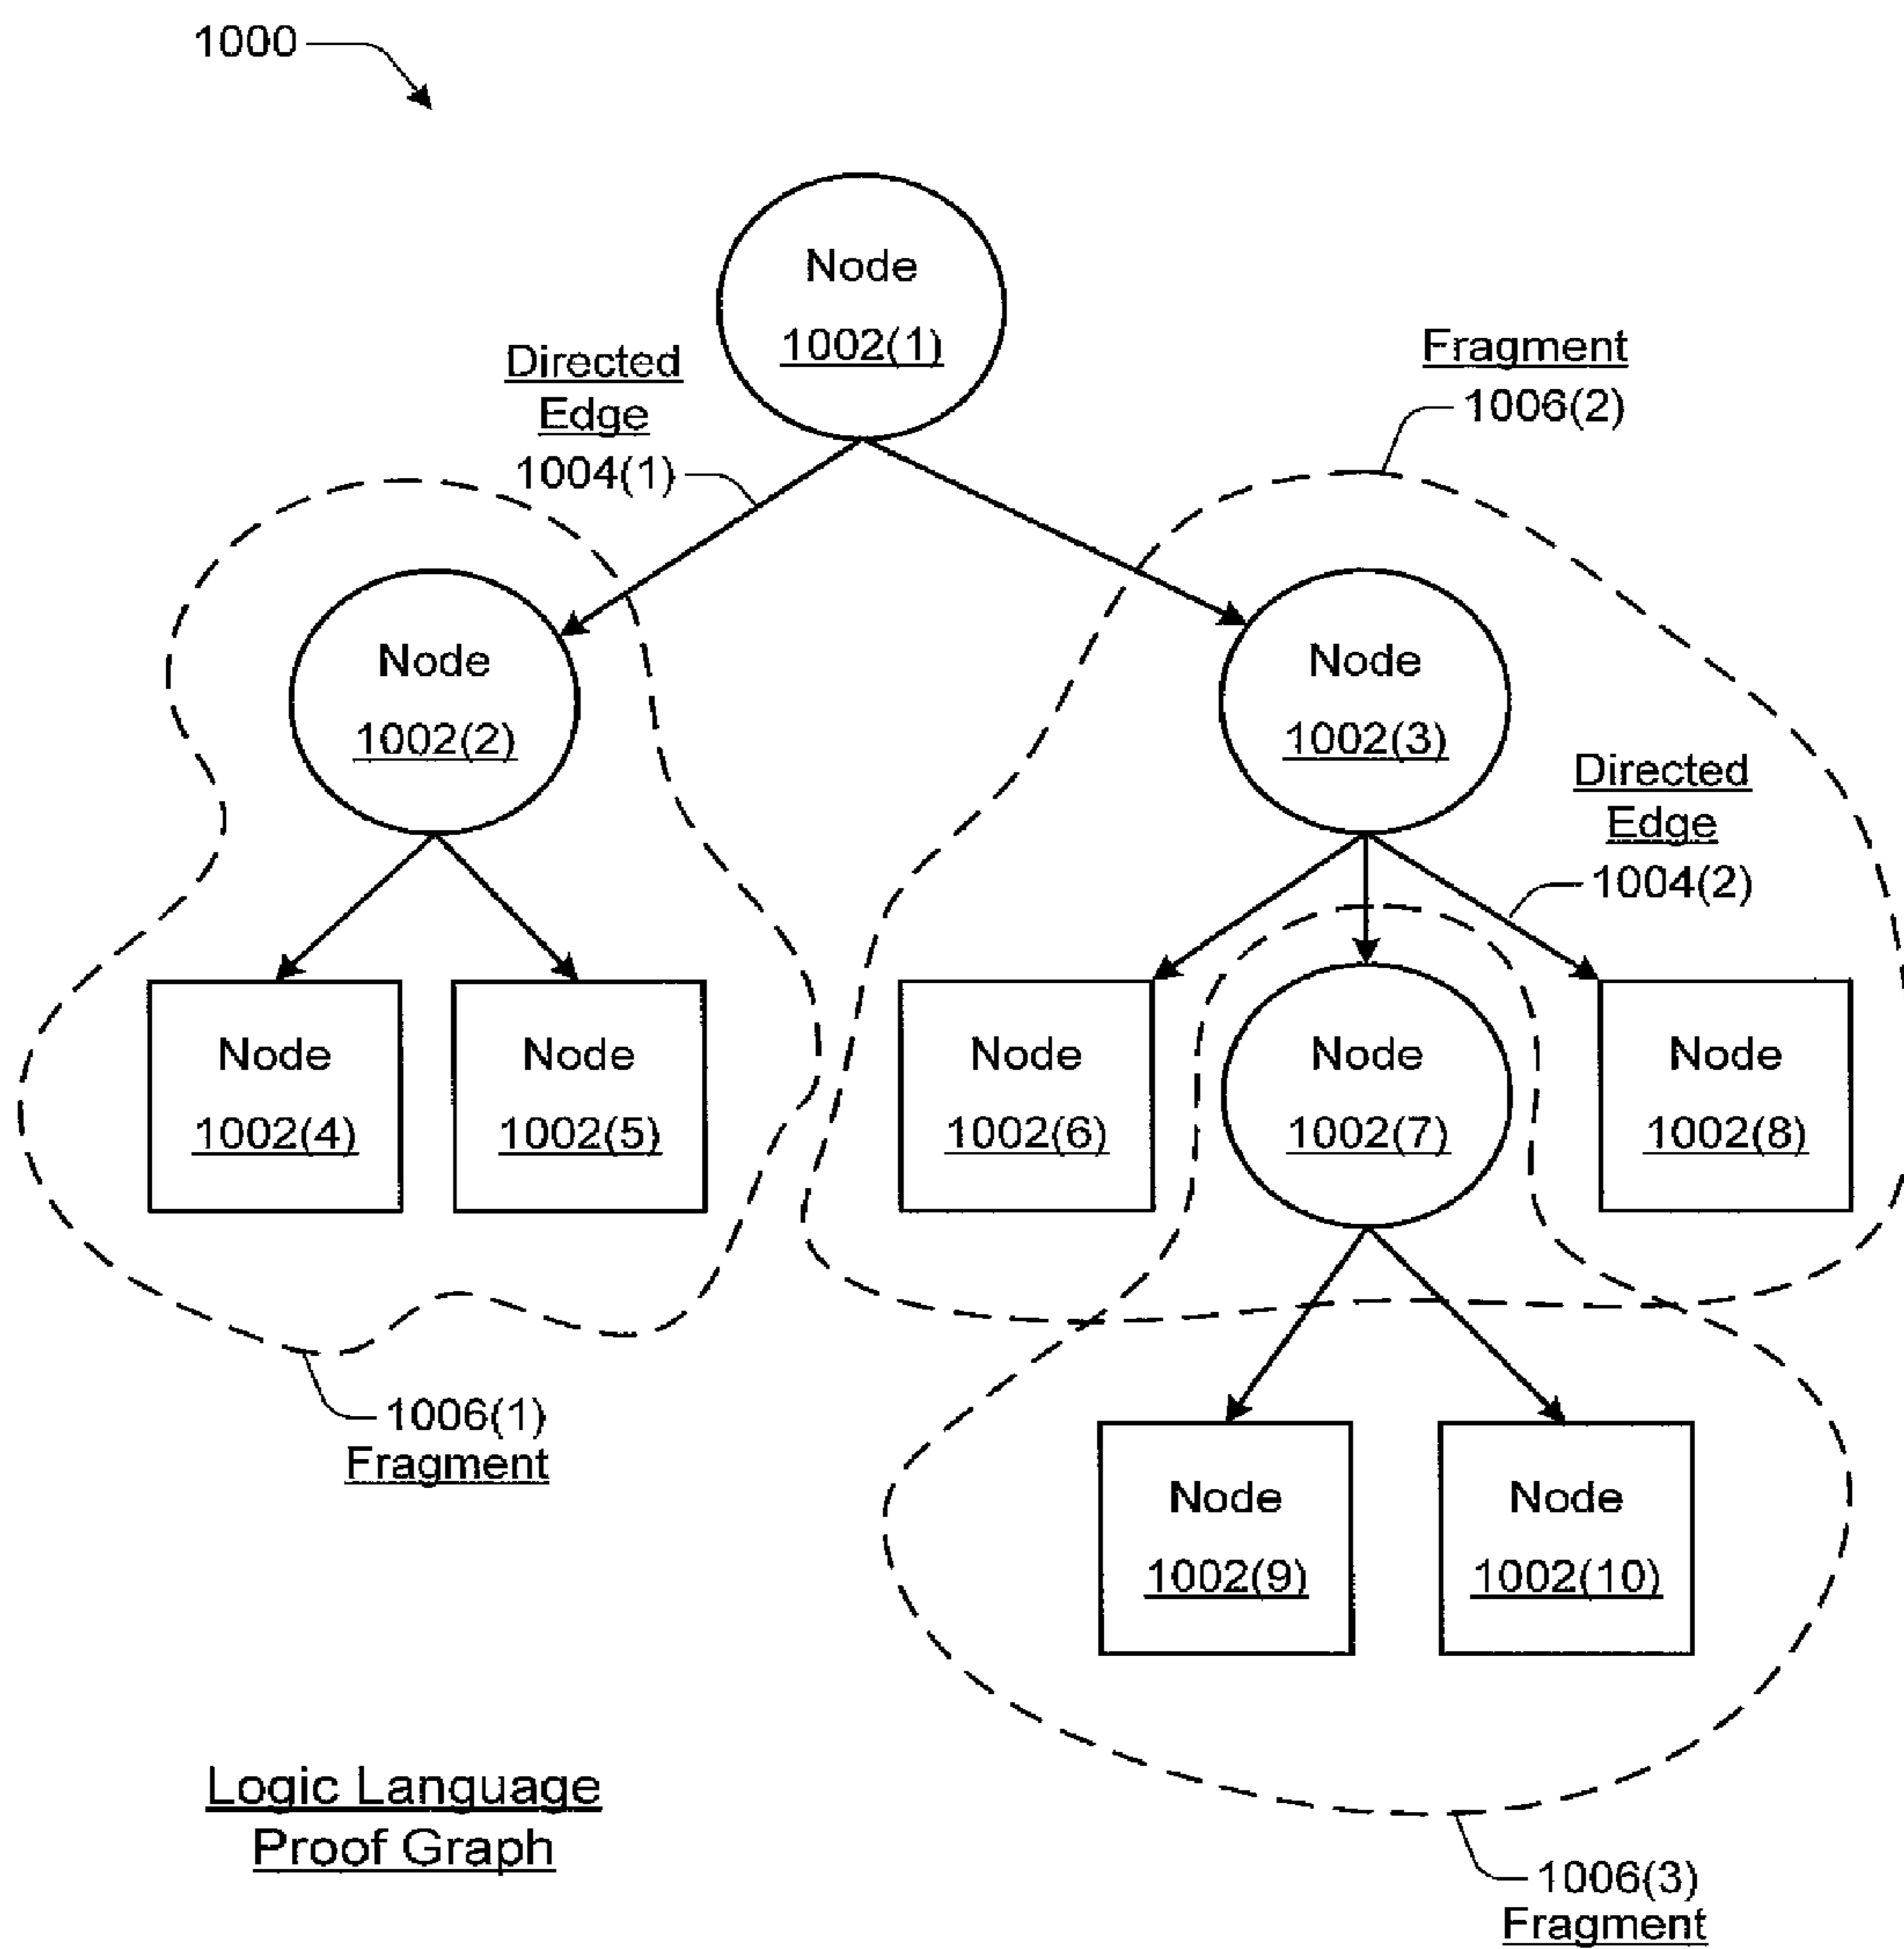 1000
Node
1002(1)
Directed
Edge
1004(1)
Fragment
1006(2)
Node
1002(2)
Node
1002(3)
Directed
Edge
1004(2)
Node
1002(4)
Node
1002(5)
Node
1002(6)
Node
1002(7)
Node
1002(8)
1006(1)
Fragment
Node
1002(9)
Node
1002(10)
Logic Language
Proof Graph
1006(3)
Fragment